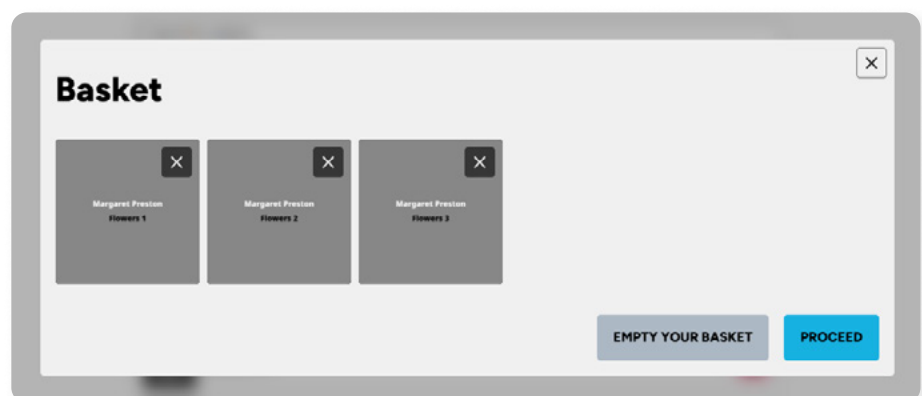 Basket
Margaret Preston
Flowers 1
Margaret Preston
Flowers 2
Margaret Preston
Flowers 3
EMPTY YOUR BASKET
PROCEED